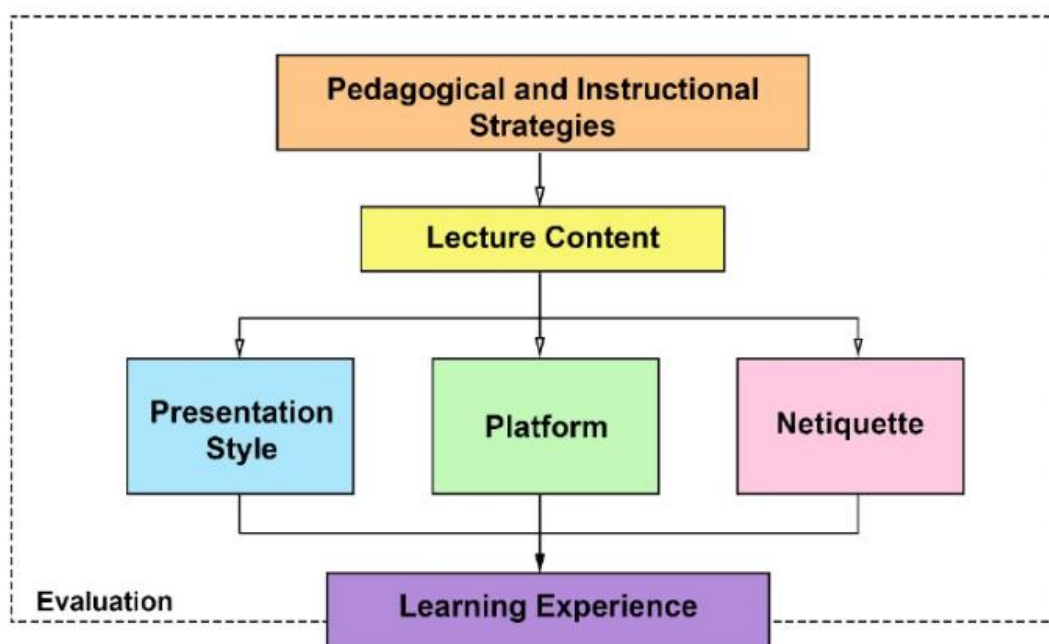 Pedagogical and Instructional
Strategies
Lecture Content
Presentation
Style
Platform
Netiquette
Evaluation
Learning Experience